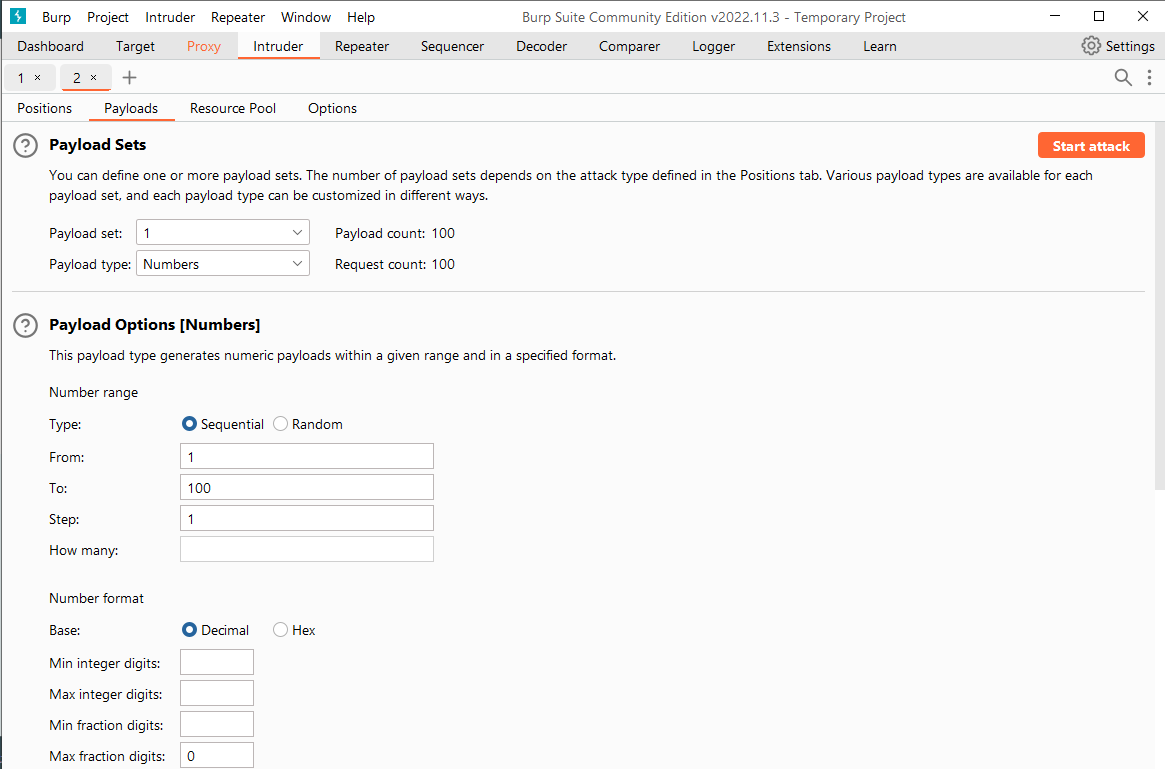 Burp Project Intruder Repeater Window Help Burp Suite Community Edition v2022.11.3 - Temporary Project
Dashboard Target Proxy Intruder Repeater Sequencer Decoder Comparer Logger Extensions Learn Settings
1 × 2 × +
Positions Payloads Resource Pool Options
? Payload Sets Start attack
You can define one or more payload sets. The number of payload sets depends on the attack type defined in the Positions tab. Various payload types are available for each
payload set, and each payload type can be customized in different ways.
Payload set: 1 Payload count: 100
Payload type: Numbers Request count: 100
? Payload Options [Numbers]
This payload type generates numeric payloads within a given range and in a specified format.
Number range
Type: Sequential Random
From: 1
To: 100
Step: 1
How many:
Number format
Base: Decimal Hex
Min integer digits:
Max integer digits:
Min fraction digits:
Max fraction digits: 0